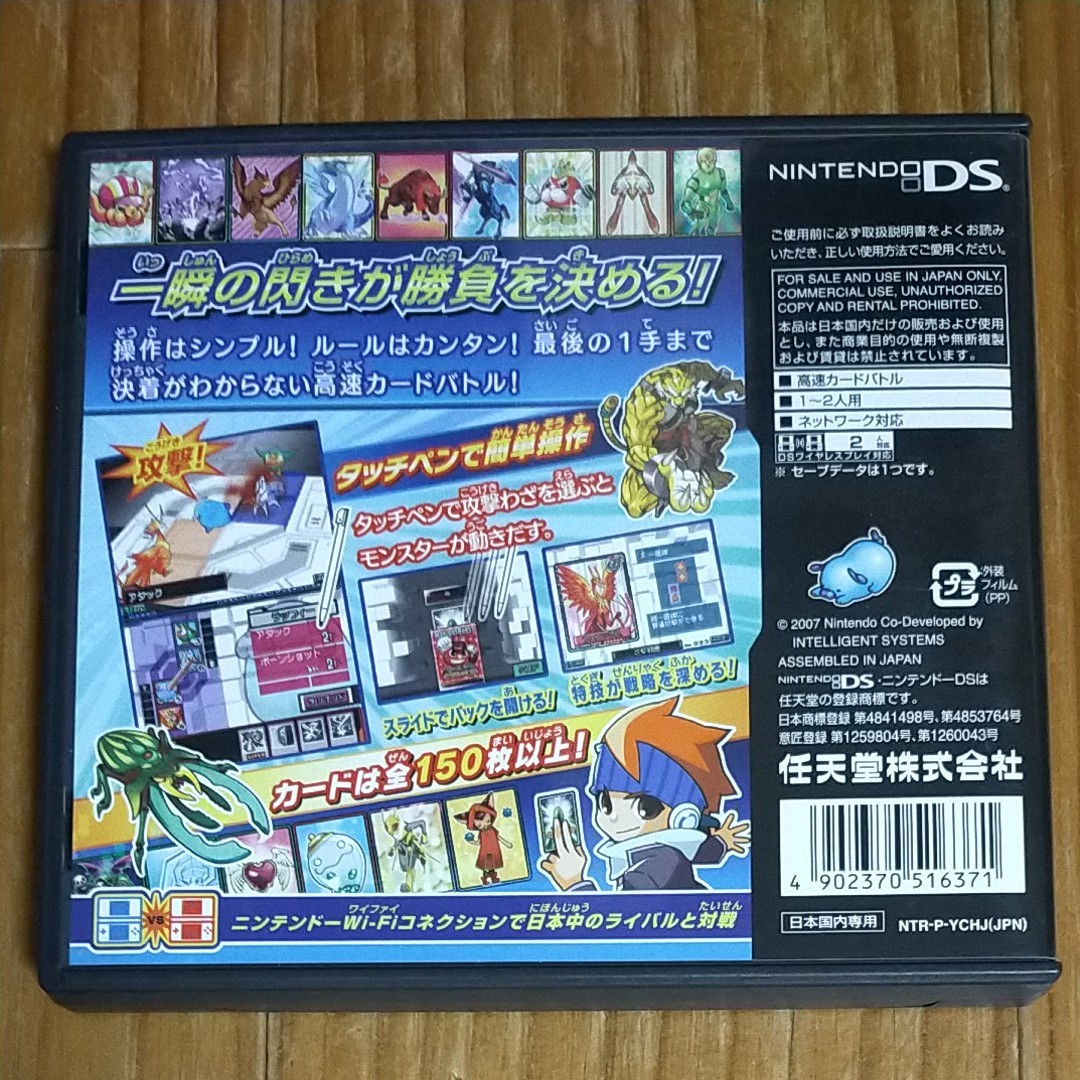 一瞬の閃きが勝負を決める!
操作はシンプル! ルールはカンタン! 最後の1手まで
決着がわからない高速カードバトル!
攻撃!
タッチペンで簡単操作
タッチペンで攻撃わざを選ぶと
モンスターが動きだす。
アタック
アタック
ボーンショット
スライドでパックを開ける!
特技が戦略を深める!
カードは全150枚以上!
VS
ニンテンドーWi-Fiコネクションで日本中のライバルと対戦
NINTENDO DS®
ご使用前に必ず取扱説明書をよくお読み
いただき、正しい使用方法でご愛用ください。
FOR SALE AND USE IN JAPAN ONLY.
COMMERCIAL USE, UNAUTHORIZED
COPY AND RENTAL PROHIBITED.
本品は日本国内だけの販売および使用
とし、また商業目的の使用や無断複製
および賃貸は禁止されています。
■ 高速カードバトル
■ 1〜2人用
■ ネットワーク対応
2人対応
DSワイヤレスプレイ対応
※ セーブデータは1つです。
プラ
外装
フィルム
(PP)
© 2007 Nintendo Co-Developed by
INTELLIGENT SYSTEMS
ASSEMBLED IN JAPAN
NINTENDO DS・ニンテンドーDSは
任天堂の登録商標です。
日本商標登録 第4841498号、第4853764号
意匠登録 第1259804号、第1260043号
任天堂株式会社
4 902370 516371
日本国内専用 NTR-P-YCHJ(JPN)